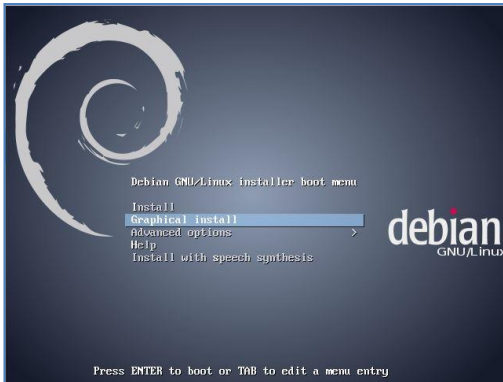 Debian GNU/Linux installer boot menu
Install
Graphical install
Advanced options >
Help
Install with speech synthesis
debian
GNU/Linux
Press ENTER to boot or TAB to edit a menu entry